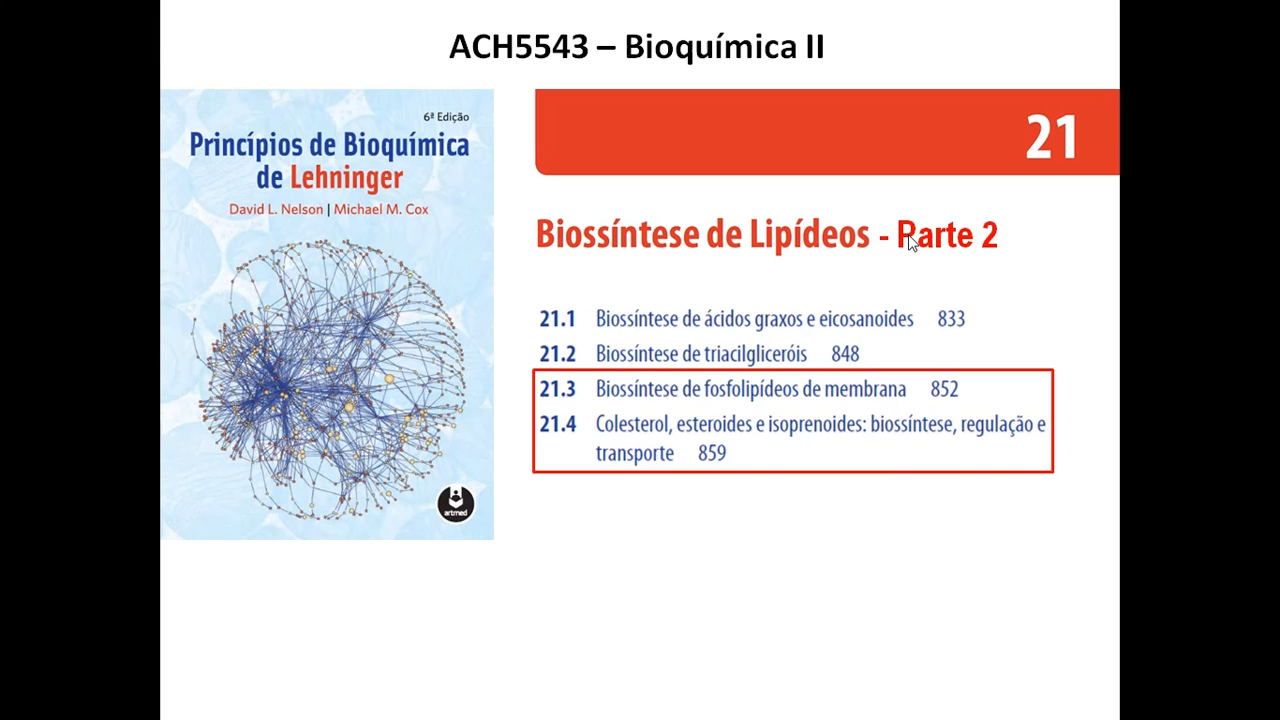 ACH5543 – Bioquímica II
6ª Edição
Princípios de Bioquímica
de Lehninger
David L. Nelson | Michael M. Cox
artmed
21
Biossíntese de Lipídeos - Parte 2
21.1 Biossíntese de ácidos graxos e eicosanoides 833
21.2 Biossíntese de triacilgliceróis 848
21.3 Biossíntese de fosfolipídeos de membrana 852
21.4 Colesterol, esteroides e isoprenoides: biossíntese, regulação e
transporte 859